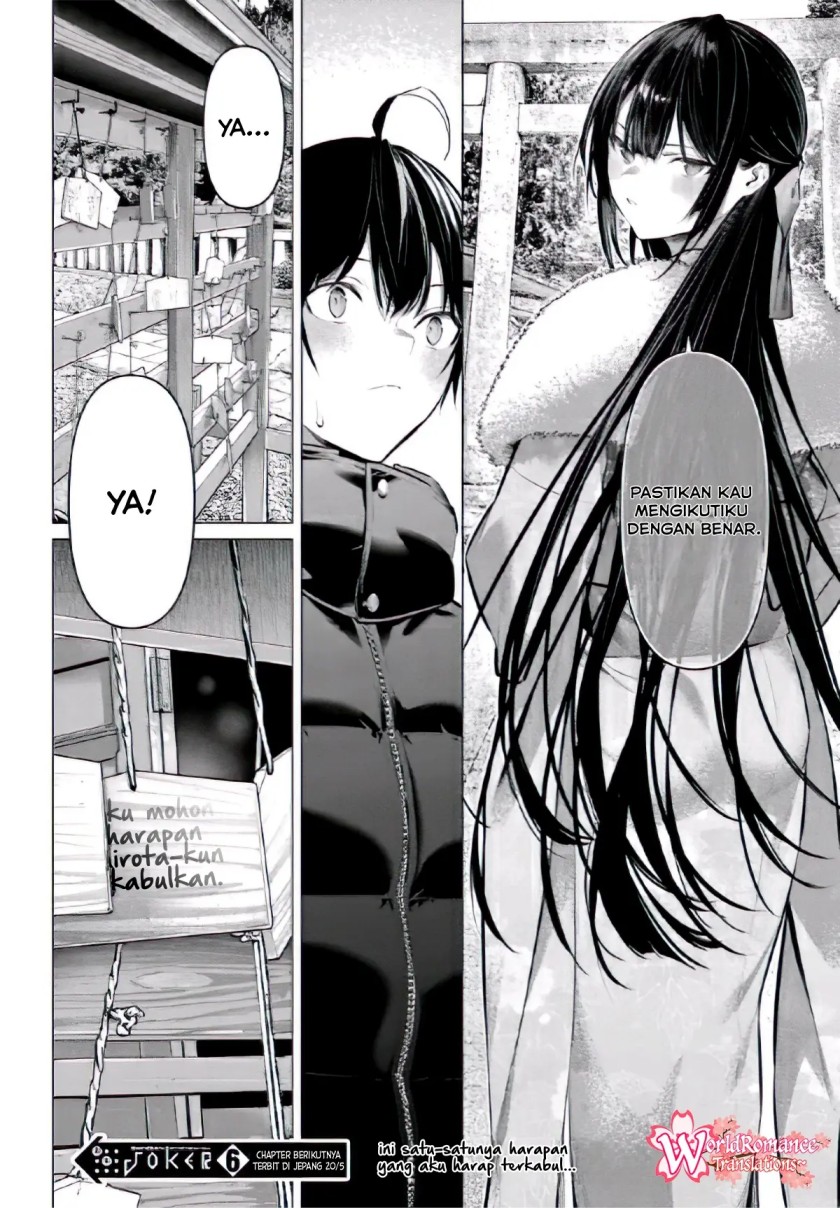 PASTIKAN KAU
MENGIKUTIKU
DENGAN BENAR.
YA...
YA!
ku mohon
harapan
irota-kun
kabulkan.
ini satu-satunya harapan
yang aku harap terkabul...
JOKER 6
CHAPTER BERIKUTNYA
TERBIT DI JEPANG 20/5
WorldRomance
Translations